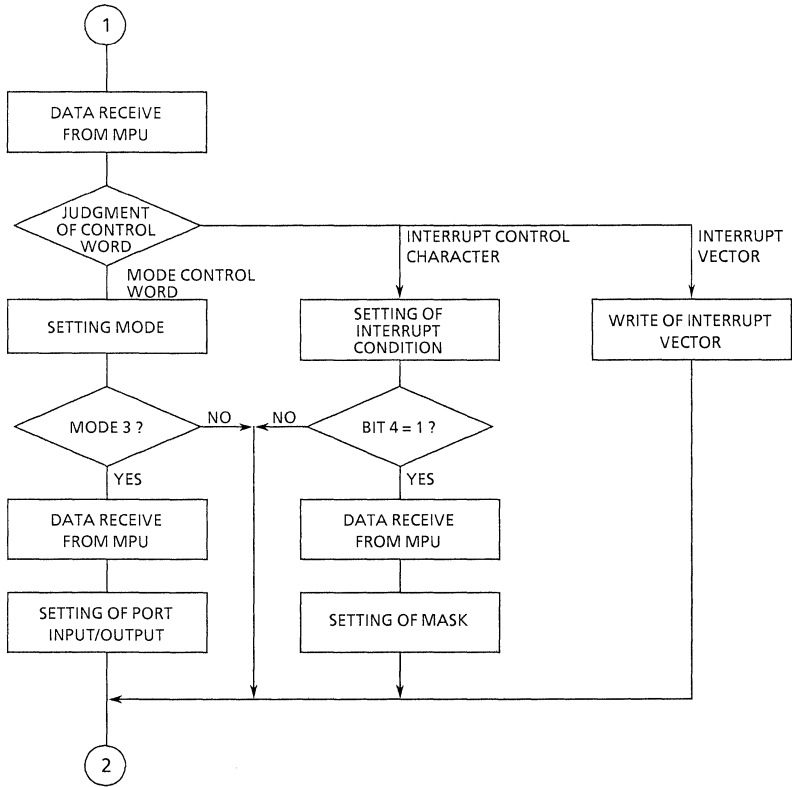 1
DATA RECEIVE
FROM MPU
JUDGMENT
OF CONTROL
WORD
INTERRUPT CONTROL
CHARACTER
INTERRUPT
VECTOR
MODE CONTROL
WORD
SETTING MODE
SETTING OF
INTERRUPT
CONDITION
WRITE OF INTERRUPT
VECTOR
MODE 3 ?
NO
NO
BIT 4 = 1 ?
YES
YES
DATA RECEIVE
FROM MPU
DATA RECEIVE
FROM MPU
SETTING OF PORT
INPUT/OUTPUT
SETTING OF MASK
2